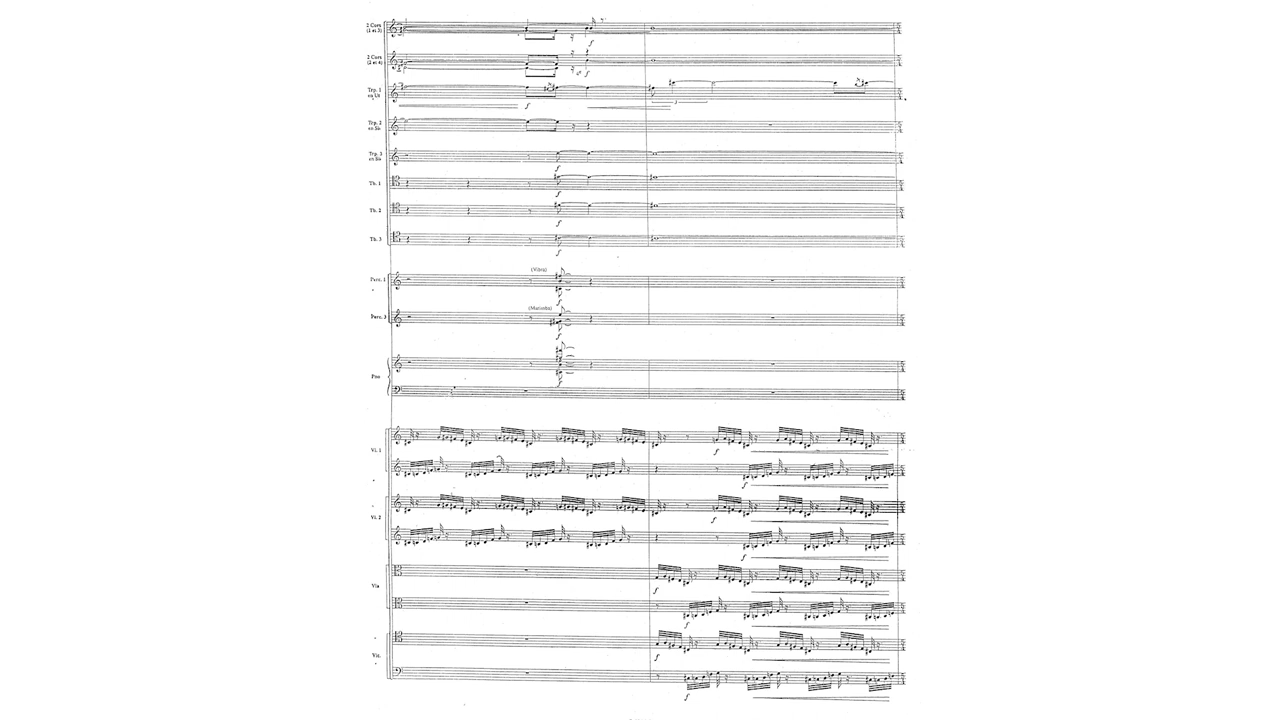 2 Cors
(1 et 3)
f
2 Cors
(2 et 4)
f
Trp. 1
en Ut
f
3
Trp. 2
en Sib
Trp. 3
en Sib
f
Tb. 1
f
Tb. 2
f
Tb. 3
f
Perc. 1
(Vibra)
f
Perc. 3
(Marimba)
f
Pno
f
Vl. 1
f
f
Vl. 2
f
f
Vla
f
f
Vlc.
f
f